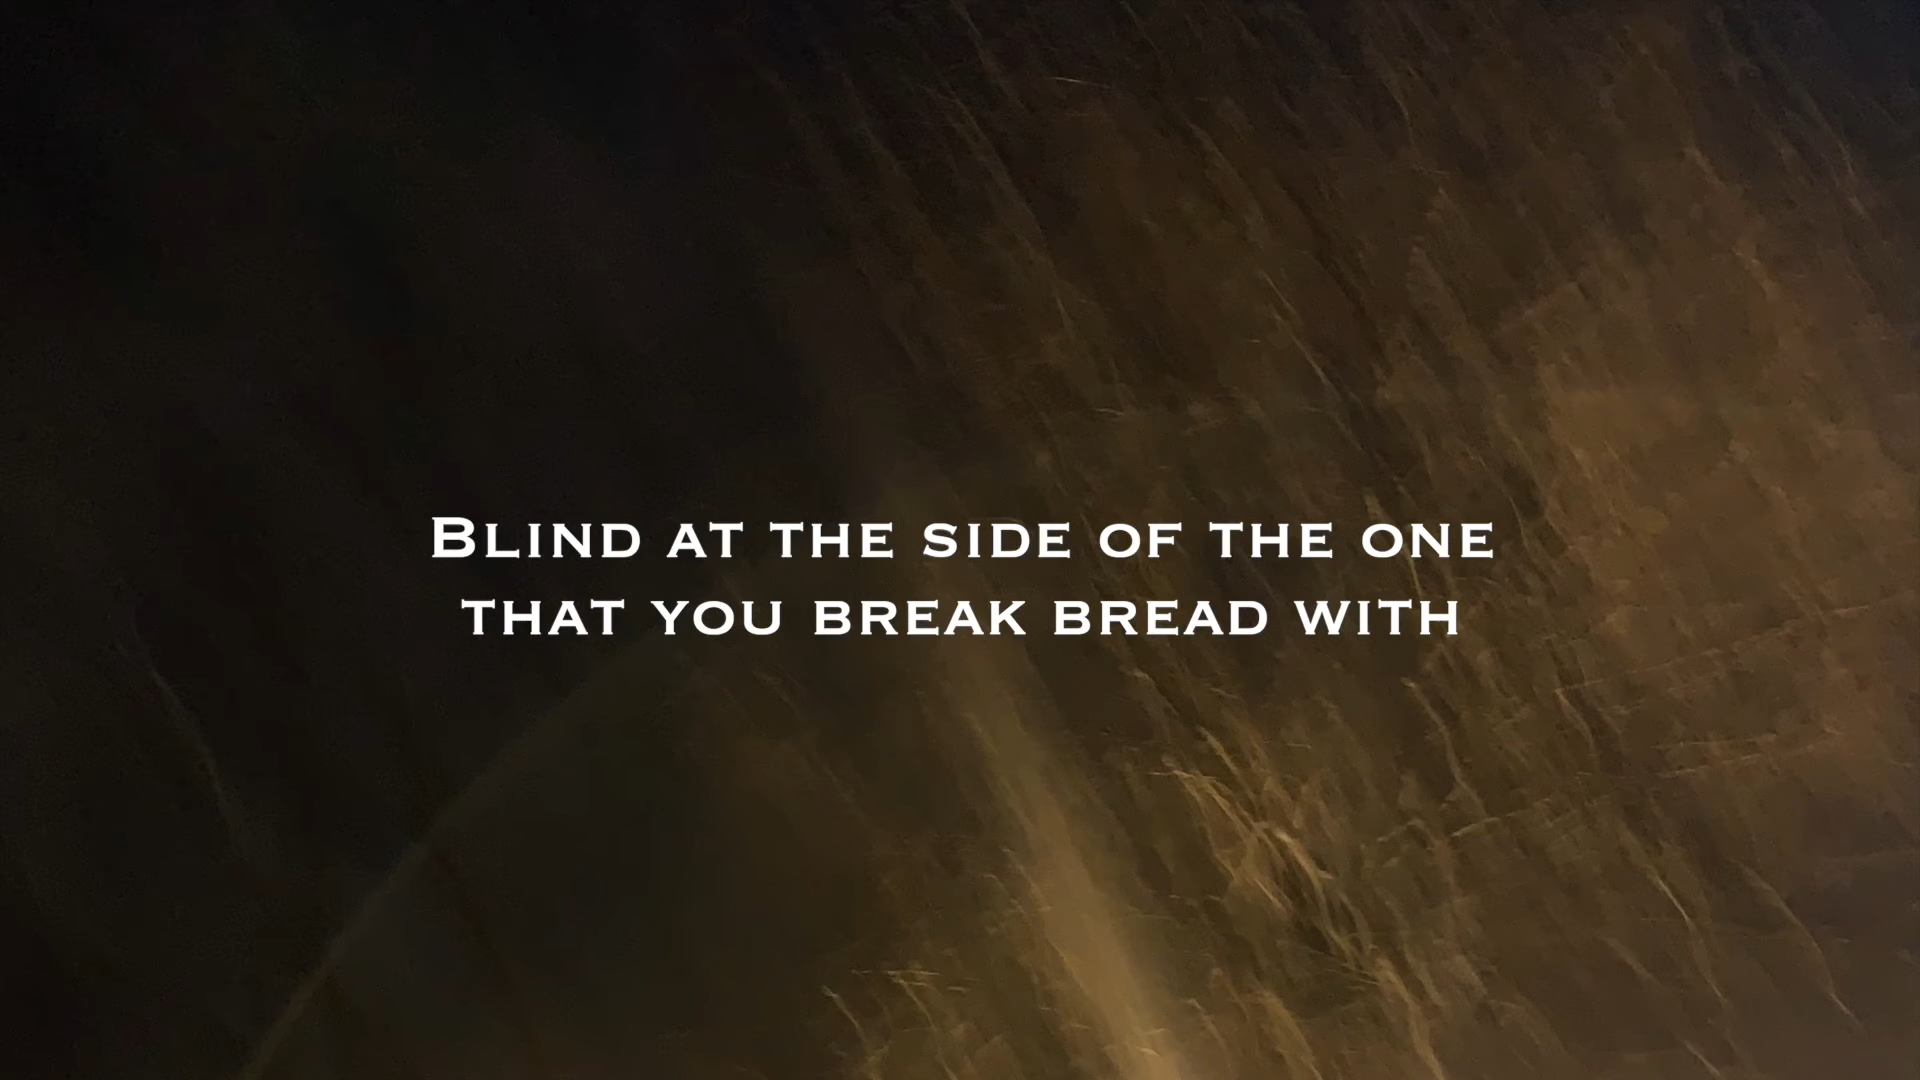 Blind at the side of the one
that you break bread with